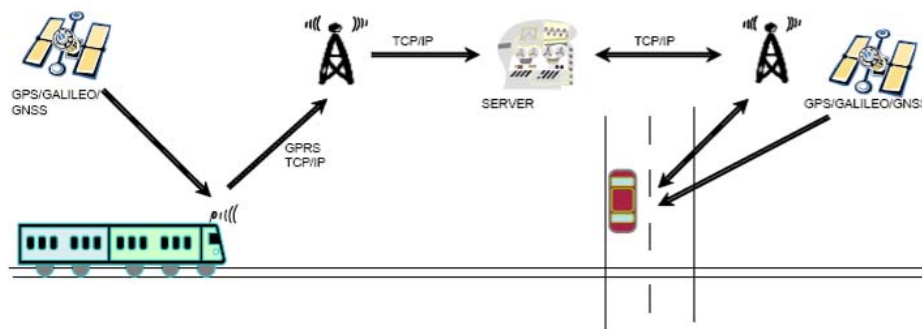 TCP/IP
TCP/IP
SERVER
GPS/GALILEO/
GNSS
GPS/GALILEO/GNSS
GPRS
TCP/IP